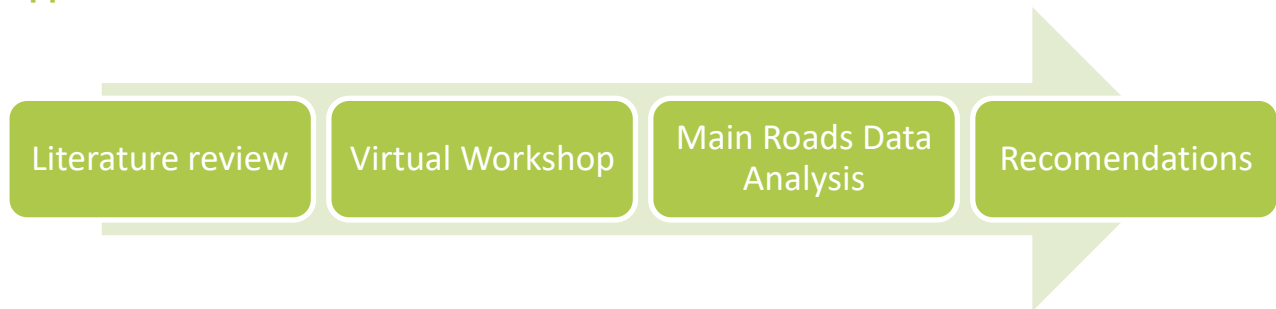 Literature review
Virtual Workshop
Main Roads Data
Analysis
Recomendations